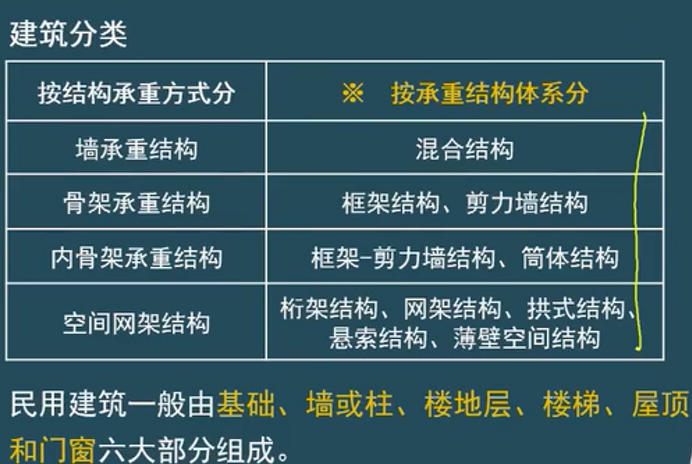 建筑分类
按结构承重方式分 ※ 按承重结构体系分
墙承重结构 混合结构
骨架承重结构 框架结构、剪力墙结构
内骨架承重结构 框架-剪力墙结构、筒体结构
空间网架结构 桁架结构、网架结构、拱式结构、
悬索结构、薄壁空间结构
民用建筑一般由基础、墙或柱、楼地层、楼梯、屋顶
和门窗六大部分组成。